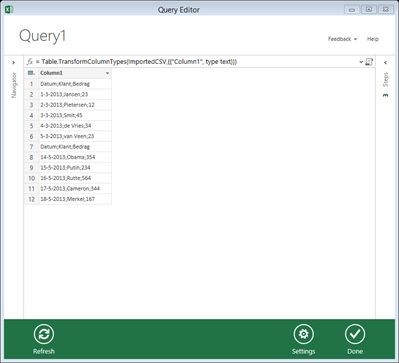 Query Editor
Query1
Feedback
Help
fx = Table.TransformColumnTypes(ImportedCSV,{{"Column1", type text}})
Navigator
Steps
Column1
1 Datum;Klant;Bedrag
2 1-3-2013;Jansen;23
3 2-3-2013;Pietersen;12
4 3-3-2013;Smit;45
5 4-3-2013;de Vries;34
6 5-3-2013;van Veen;23
7 Datum;Klant;Bedrag
8 14-5-2013;Obama;354
9 15-5-2013;Putin;234
10 16-5-2013;Rutte;564
11 17-5-2013;Cameron;344
12 18-5-2013;Merkel;167
Refresh
Settings
Done